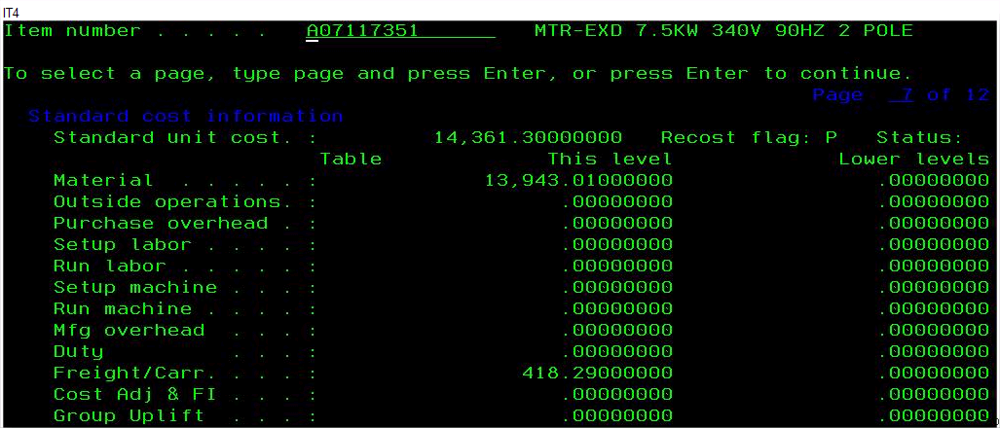 IT4
Item number . . . . . A07117351 MTR-EXD 7.5KW 340V 90HZ 2 POLE
To select a page, type page and press Enter, or press Enter to continue.
Page 7 of 12
Standard cost information
Standard unit cost. : 14,361.30000000 Recost flag: P Status:
Table This level Lower levels
Material . . . . . : 13,943.01000000 .00000000
Outside operations. : .00000000 .00000000
Purchase overhead . : .00000000 .00000000
Setup labor . . . . : .00000000 .00000000
Run labor . . . . . : .00000000 .00000000
Setup machine . . . : .00000000 .00000000
Run machine . . . . : .00000000 .00000000
Mfg overhead . . . : .00000000 .00000000
Duty . . . : .00000000 .00000000
Freight/Carr. . . . : 418.29000000 .00000000
Cost Adj & FI . . . : .00000000 .00000000
Group Uplift . . . : .00000000 .00000000